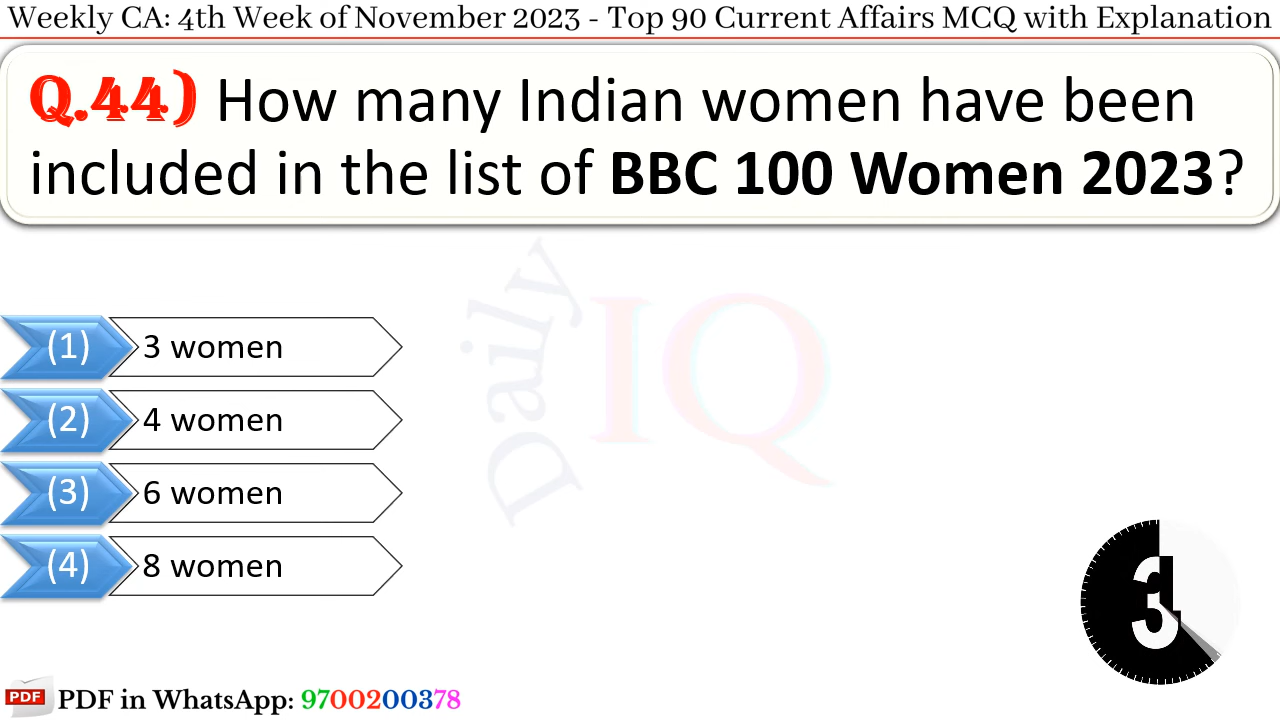 Weekly CA: 4th Week of November 2023 - Top 90 Current Affairs MCQ with Explanation
Q.44) How many Indian women have been
included in the list of BBC 100 Women 2023?
Daily IQ
(1) 3 women
(2) 4 women
(3) 6 women
(4) 8 women
3
PDF PDF in WhatsApp: 9700200378